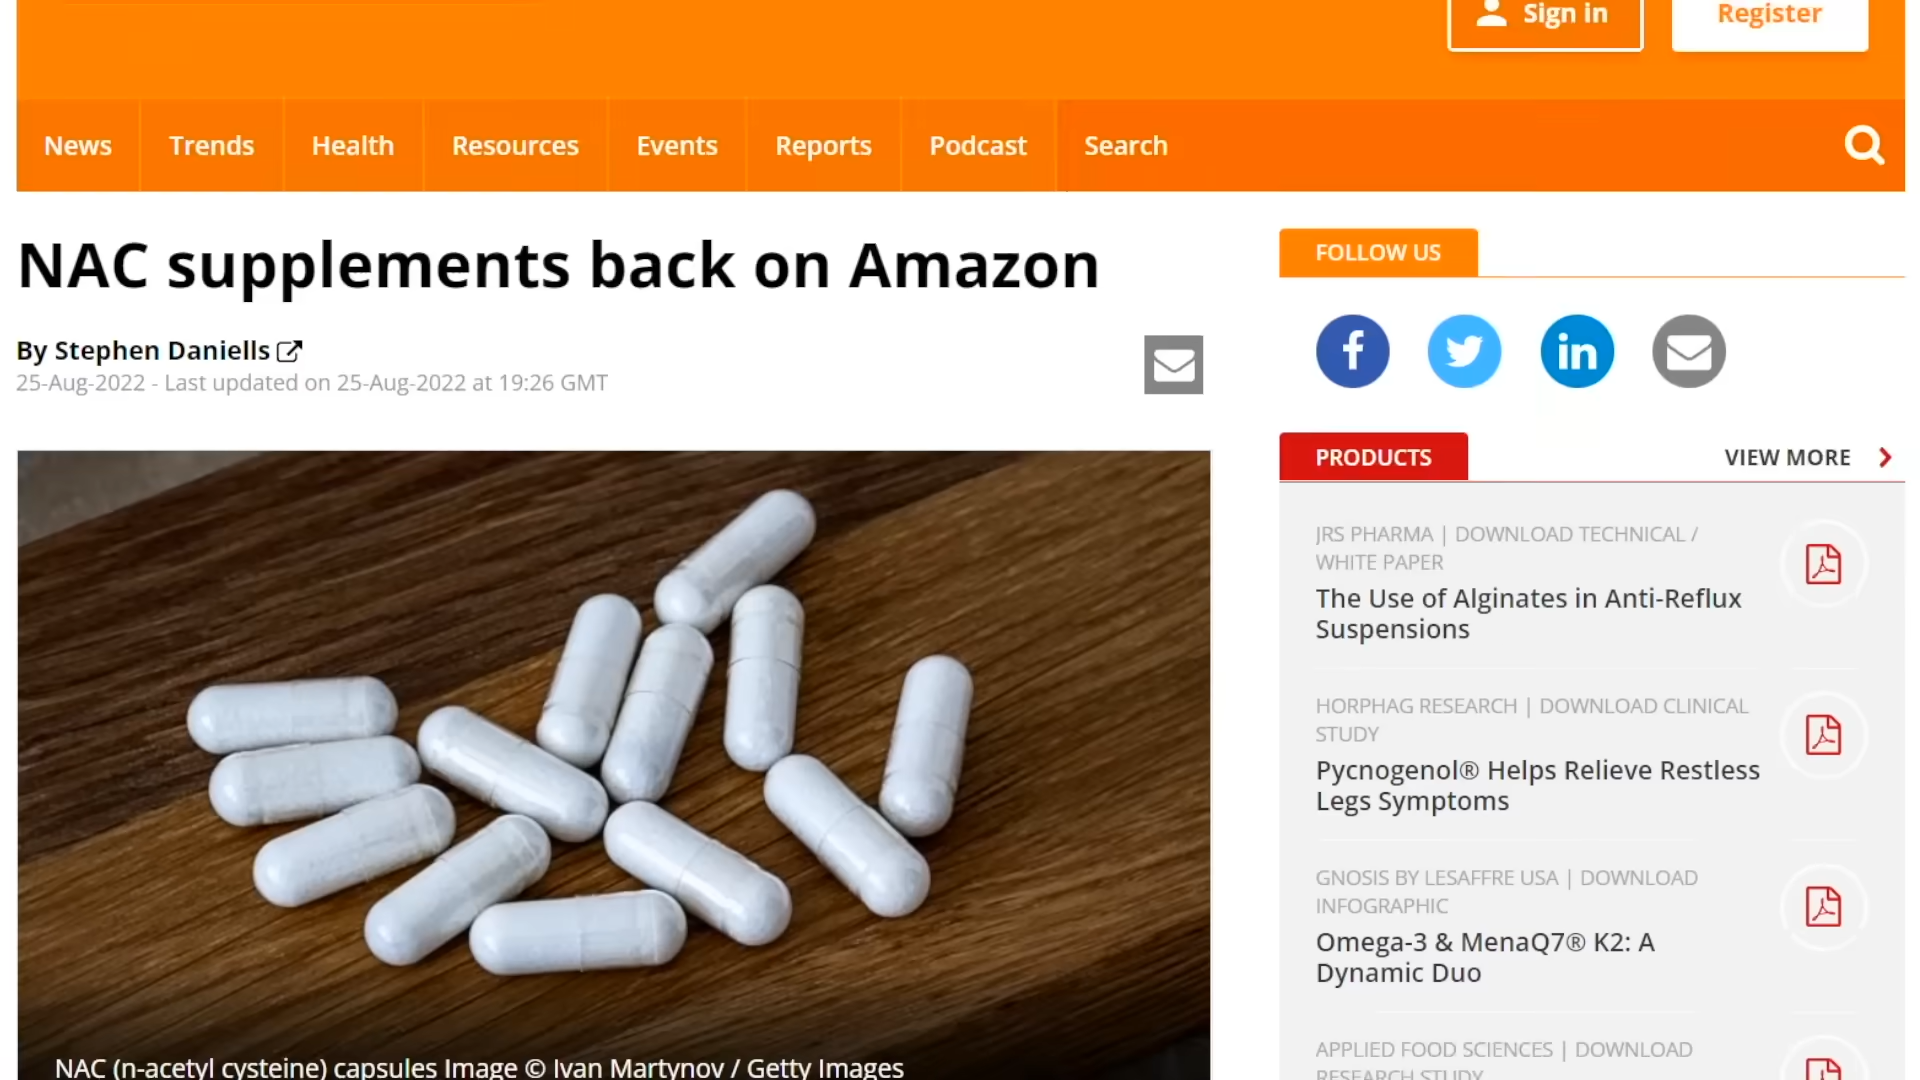 Sign in
Register
News
Trends
Health
Resources
Events
Reports
Podcast
Search
NAC supplements back on Amazon
By Stephen Daniells
25-Aug-2022 - Last updated on 25-Aug-2022 at 19:26 GMT
NAC (n-acetyl cysteine) capsules Image © Ivan Martynov / Getty Images
FOLLOW US
PRODUCTS
VIEW MORE
JRS PHARMA | DOWNLOAD TECHNICAL /
WHITE PAPER
The Use of Alginates in Anti-Reflux
Suspensions
HORPHAG RESEARCH | DOWNLOAD CLINICAL
STUDY
Pycnogenol® Helps Relieve Restless
Legs Symptoms
GNOSIS BY LESAFFRE USA | DOWNLOAD
INFOGRAPHIC
Omega-3 & MenaQ7® K2: A
Dynamic Duo
APPLIED FOOD SCIENCES | DOWNLOAD
RESEARCH STUDY